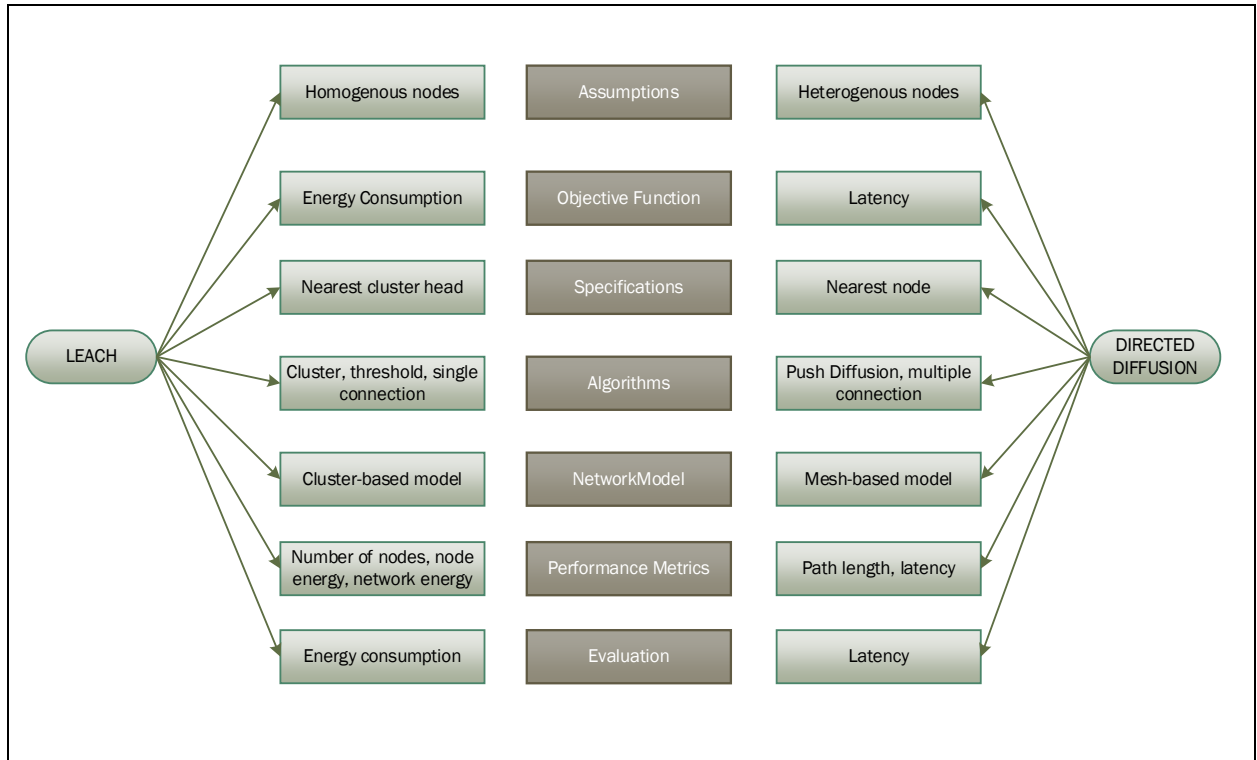 Homogenous nodes
Assumptions
Heterogenous nodes
Energy Consumption
Objective Function
Latency
Nearest cluster head
Specifications
Nearest node
LEACH
Cluster, threshold, single
connection
Algorithms
Push Diffusion, multiple
connection
DIRECTED
DIFFUSION
Cluster-based model
NetworkModel
Mesh-based model
Number of nodes, node
energy, network energy
Performance Metrics
Path length, latency
Energy consumption
Evaluation
Latency